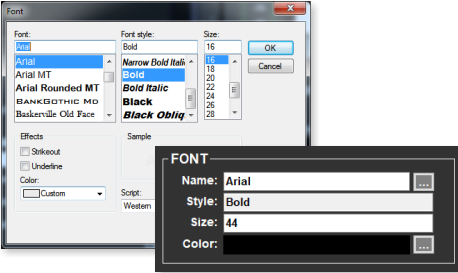 Font
Font:
Font style:
Size:
Arial
Bold
16
OK
Cancel
Arial
Arial MT
Arial Rounded MT
BankGothic Md
Baskerville Old Face
Narrow Bold Italic
Bold
Bold Italic
Black
Black Obliq
16
18
20
22
24
26
28
Effects
Strikeout
Underline
Color:
Custom
Sample
Script:
Western
FONT
Name: Arial ...
Style: Bold
Size: 44
Color: ...